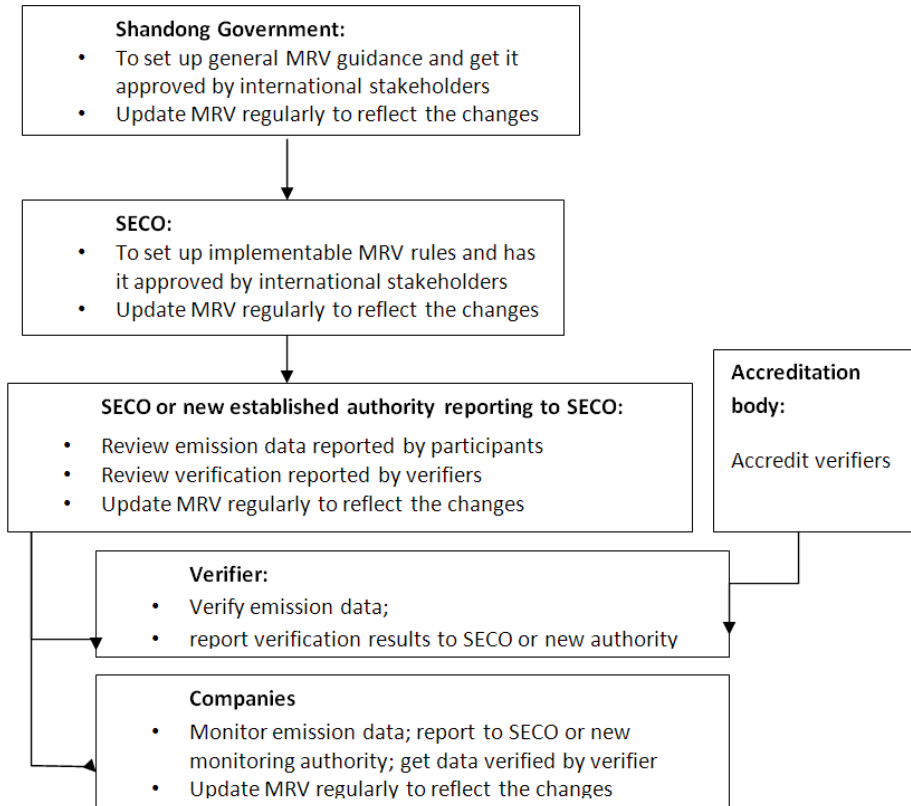 Shandong Government:
• To set up general MRV guidance and get it
approved by international stakeholders
• Update MRV regularly to reflect the changes
SECO:
• To set up implementable MRV rules and has
it approved by international stakeholders
• Update MRV regularly to reflect the changes
SECO or new established authority reporting to SECO:
• Review emission data reported by participants
• Review verification reported by verifiers
• Update MRV regularly to reflect the changes
Accreditation
body:
Accredit verifiers
Verifier:
• Verify emission data;
• report verification results to SECO or new authority
Companies
• Monitor emission data; report to SECO or new
monitoring authority; get data verified by verifier
• Update MRV regularly to reflect the changes